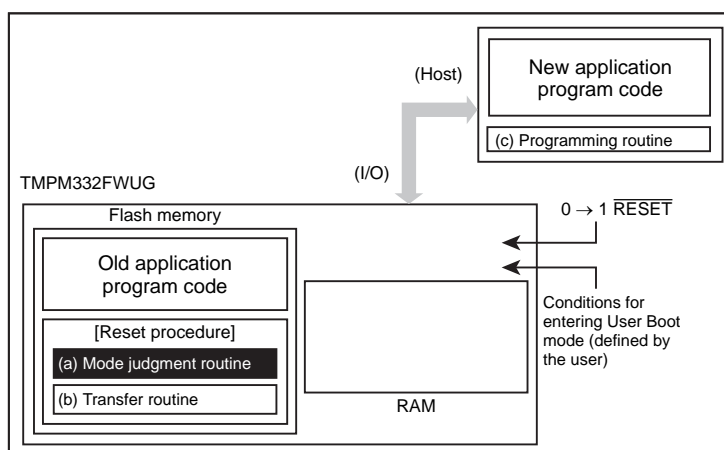 New application
program code
(Host)
(c) Programming routine
(I/O)
TMPM332FWUG
Flash memory
0 → 1 RESET
Old application
program code
[Reset procedure]
(a) Mode judgment routine
(b) Transfer routine
RAM
Conditions for
entering User Boot
mode (defined by
the user)